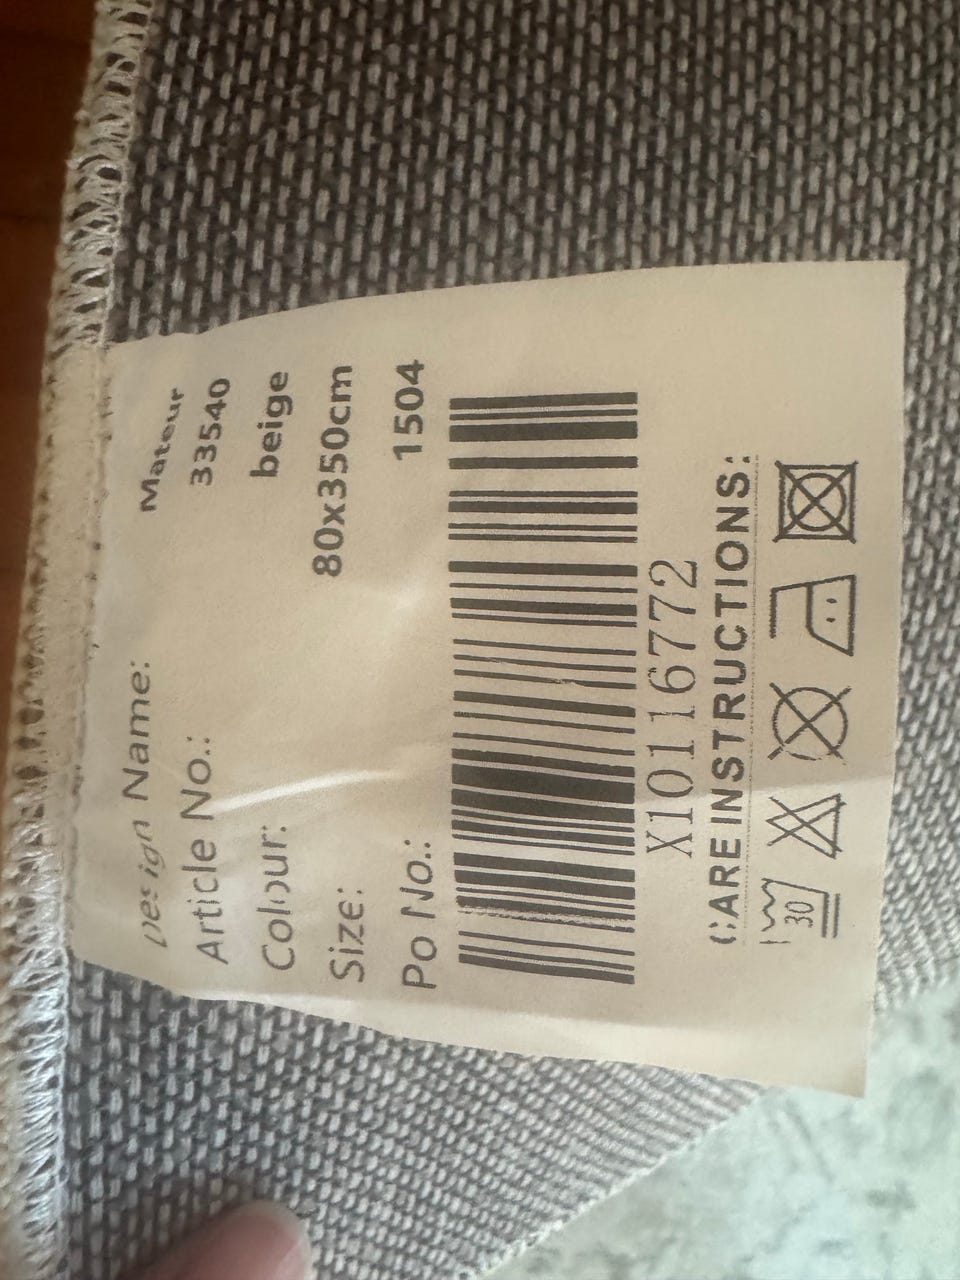 Design Name: Mateur
Article No.: 33540
Colour: beige
Size: 80x350cm
Po No.: 1504
X10116772
CARE INSTRUCTIONS:
30